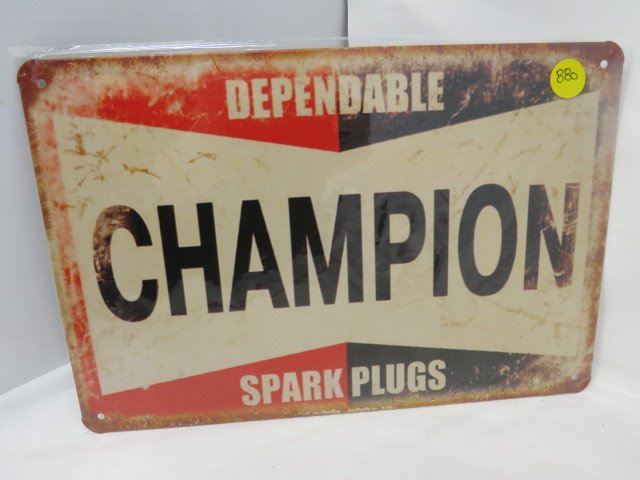 DEPENDABLE
880
CHAMPION
SPARK PLUGS